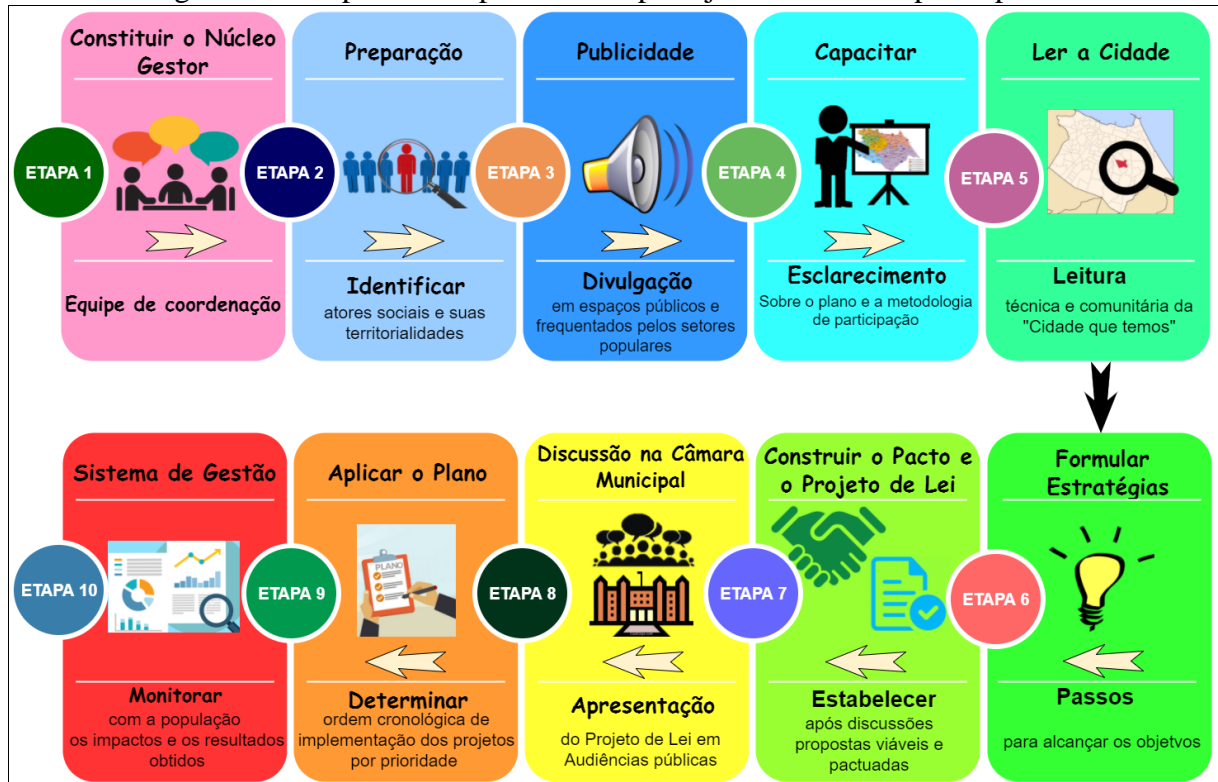 Constituir o Núcleo
Gestor
ETAPA 1
Equipe de coordenação
Preparação
ETAPA 2
Identificar
atores sociais e suas
territorialidades
Publicidade
ETAPA 3
Divulgação
em espaços públicos e
frequentados pelos setores
populares
Capacitar
ETAPA 4
Esclarecimento
Sobre o plano e a metodologia
de participação
Ler a Cidade
ETAPA 5
Leitura
técnica e comunitária da
"Cidade que temos"
Formular
Estratégias
ETAPA 6
Passos
para alcançar os objetvos
Construir o Pacto e
o Projeto de Lei
ETAPA 7
Estabelecer
após discussões
propostas viáveis e
pactuadas
Discussão na Câmara
Municipal
ETAPA 8
Apresentação
do Projeto de Lei em
Audiências públicas
Aplicar o Plano
PLANO
ETAPA 9
Determinar
ordem cronológica de
implementação dos projetos
por prioridade
Sistema de Gestão
ETAPA 10
Monitorar
com a população
os impactos e os resultados
obtidos